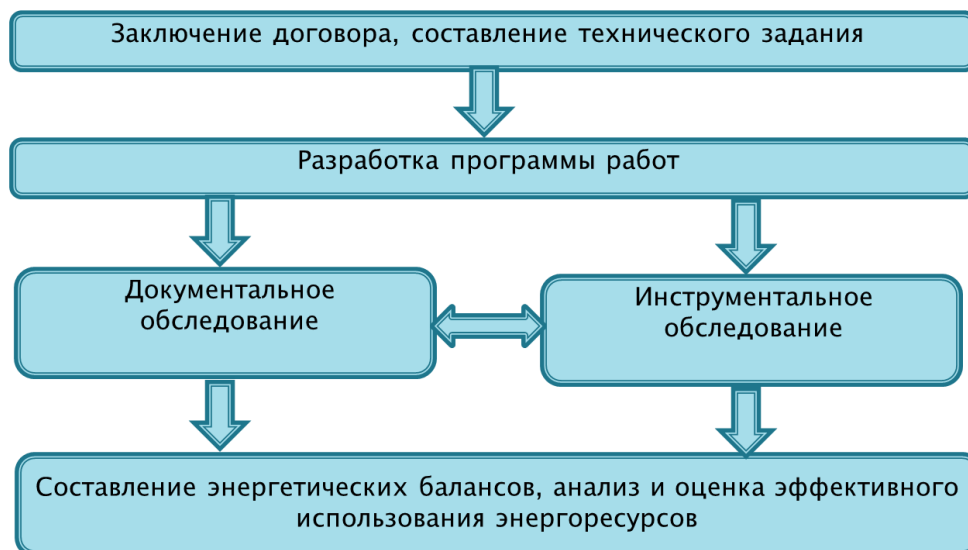 Заключение договора, составление технического задания
Разработка программы работ
Документальное
обследование
Инструментальное
обследование
Составление энергетических балансов, анализ и оценка эффективного
использования энергоресурсов